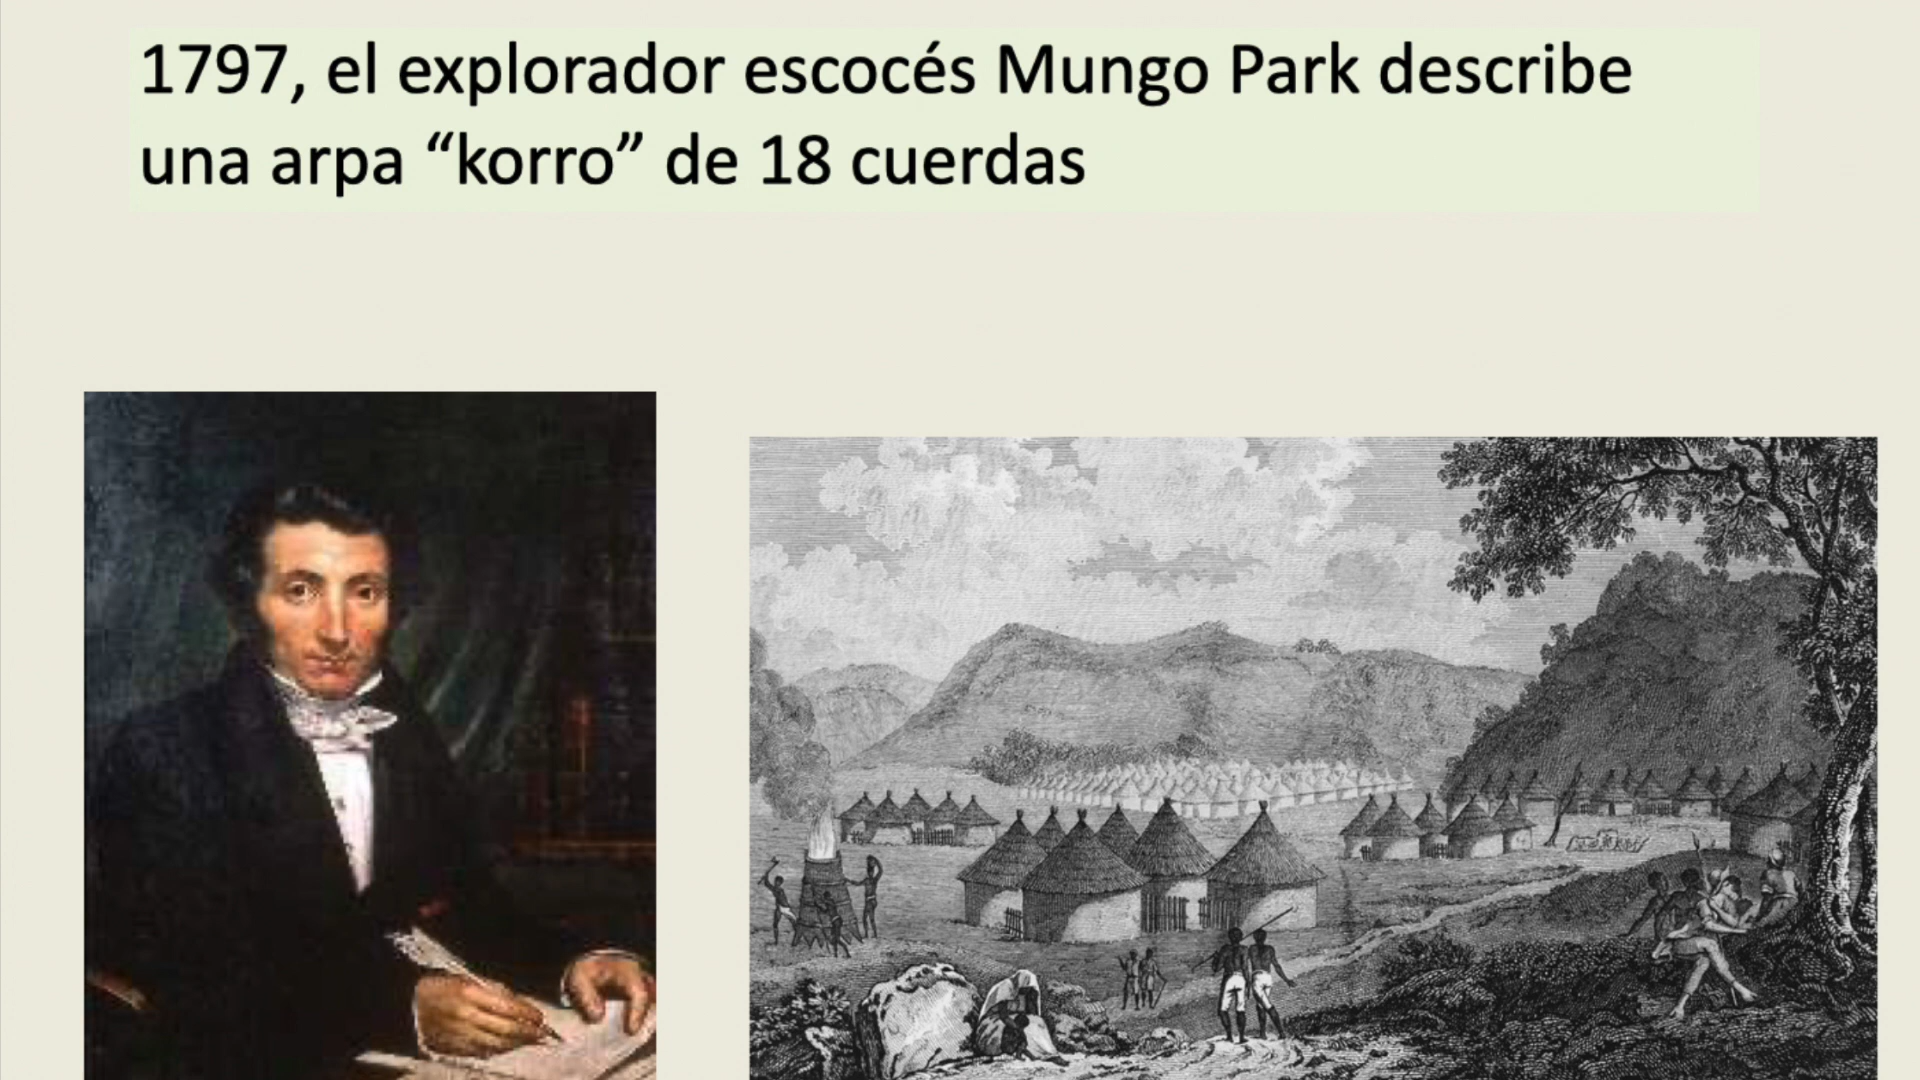 1797, el explorador escocés Mungo Park describe
una arpa “korro” de 18 cuerdas